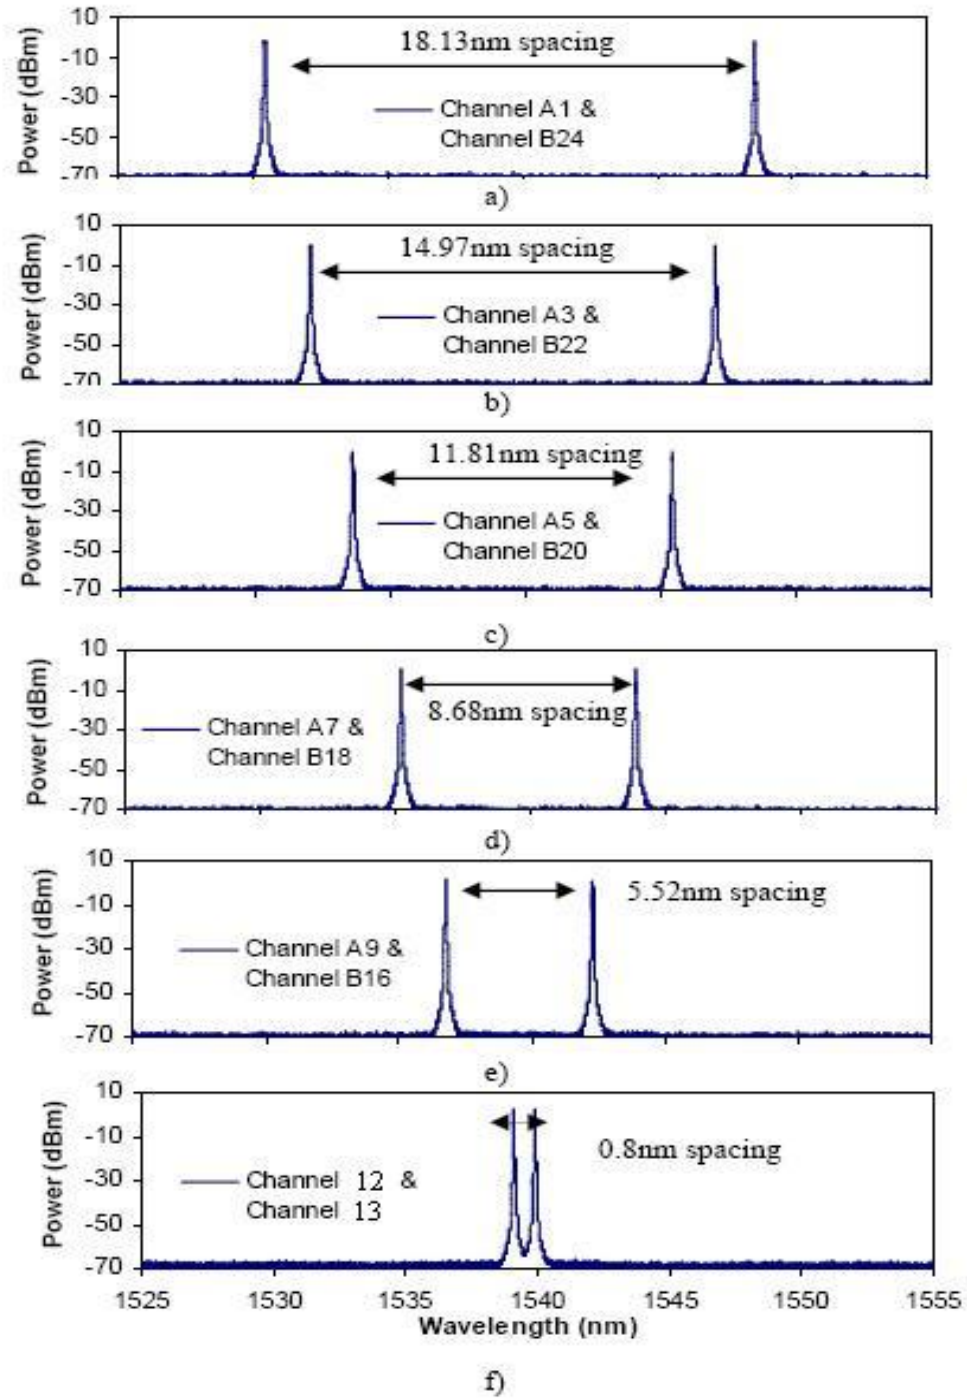 10
-10
-30
-50
-70
Power (dBm)
18.13nm spacing
Channel A1 &
Channel B24
a)
10
-10
-30
-50
-70
Power (dBm)
14.97nm spacing
Channel A3 &
Channel B22
b)
10
-10
-30
-50
-70
Power (dBm)
11.81nm spacing
Channel A5 &
Channel B20
c)
10
-10
-30
-50
-70
Power (dBm)
8.68nm spacing
Channel A7 &
Channel B18
d)
10
-10
-30
-50
-70
Power (dBm)
5.52nm spacing
Channel A9 &
Channel B16
e)
10
-10
-30
-50
-70
Power (dBm)
0.8nm spacing
Channel 12 &
Channel 13
1525 1530 1535 1540 1545 1550 1555
Wavelength (nm)
f)